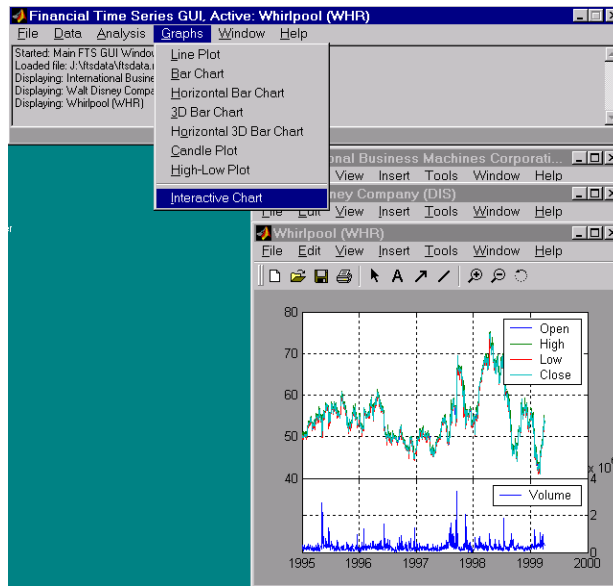 Financial Time Series GUI, Active: Whirlpool (WHR)
File Data Analysis Graphs Window Help
Started: Main FTS GUI Window
Loaded file: J:\ftsdata\ftsdata.
Displaying: International Busine
Displaying: Walt Disney Compa
Displaying: Whirlpool (WHR)
Line Plot
Bar Chart
Horizontal Bar Chart
3D Bar Chart
Horizontal 3D Bar Chart
Candle Plot
High-Low Plot
Interactive Chart
onal Business Machines Corporati...
View Insert Tools Window Help
ney Company (DIS)
File Edit View Insert Tools Window Help
Whirlpool (WHR)
File Edit View Insert Tools Window Help
A
80
70
60
50
40
Open
High
Low
Close
x 10
4
2
0
Volume
1995 1996 1997 1998 1999 2000